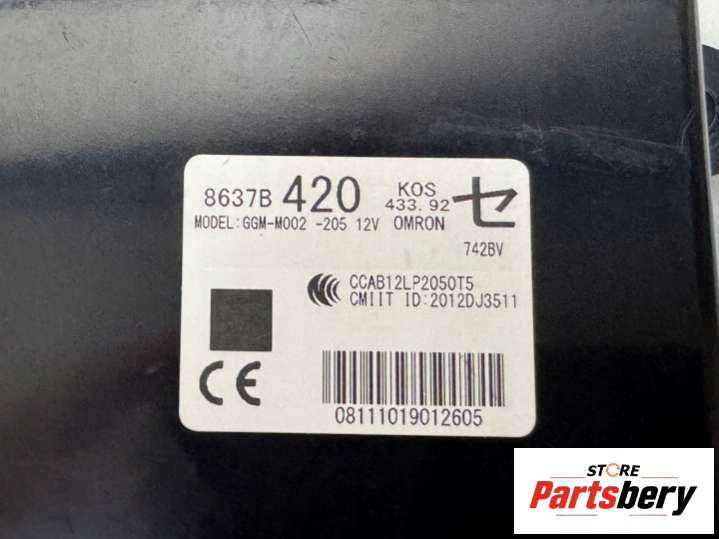 8637B 420 KOS 433.92 セ
MODEL:GGM-M002 -205 12V OMRON
742BV
CCAB12LP2050T5
CMIIT ID:2012DJ3511
CE
08111019012605
STORE
Partsbery